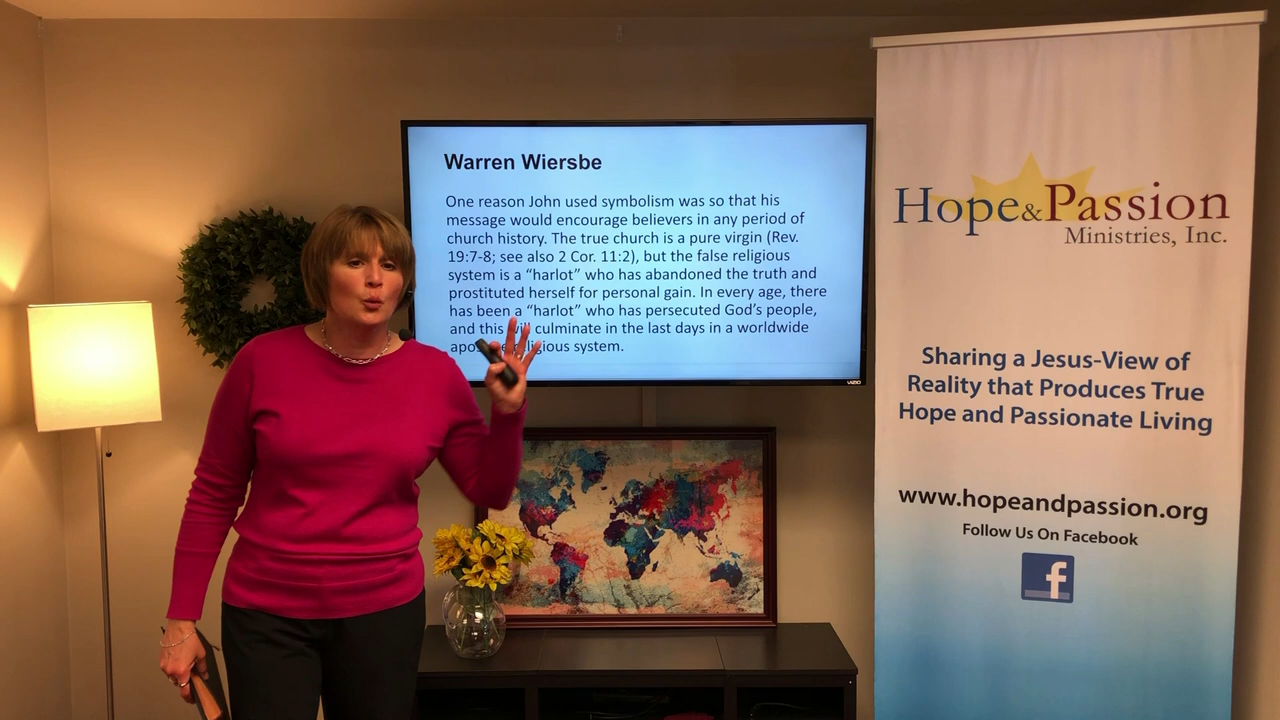 Warren Wiersbe
One reason John used symbolism was so that his
message would encourage believers in any period of
church history. The true church is a pure virgin (Rev.
19:7-8; see also 2 Cor. 11:2), but the false religious
system is a “harlot” who has abandoned the truth and
prostituted herself for personal gain. In every age, there
has been a “harlot” who has persecuted God’s people,
and this will culminate in the last days in a worldwide
religious system.
VIZIO
Hope&Passion
Ministries, Inc.
Sharing a Jesus-View of
Reality that Produces True
Hope and Passionate Living
www.hopeandpassion.org
Follow Us On Facebook
f